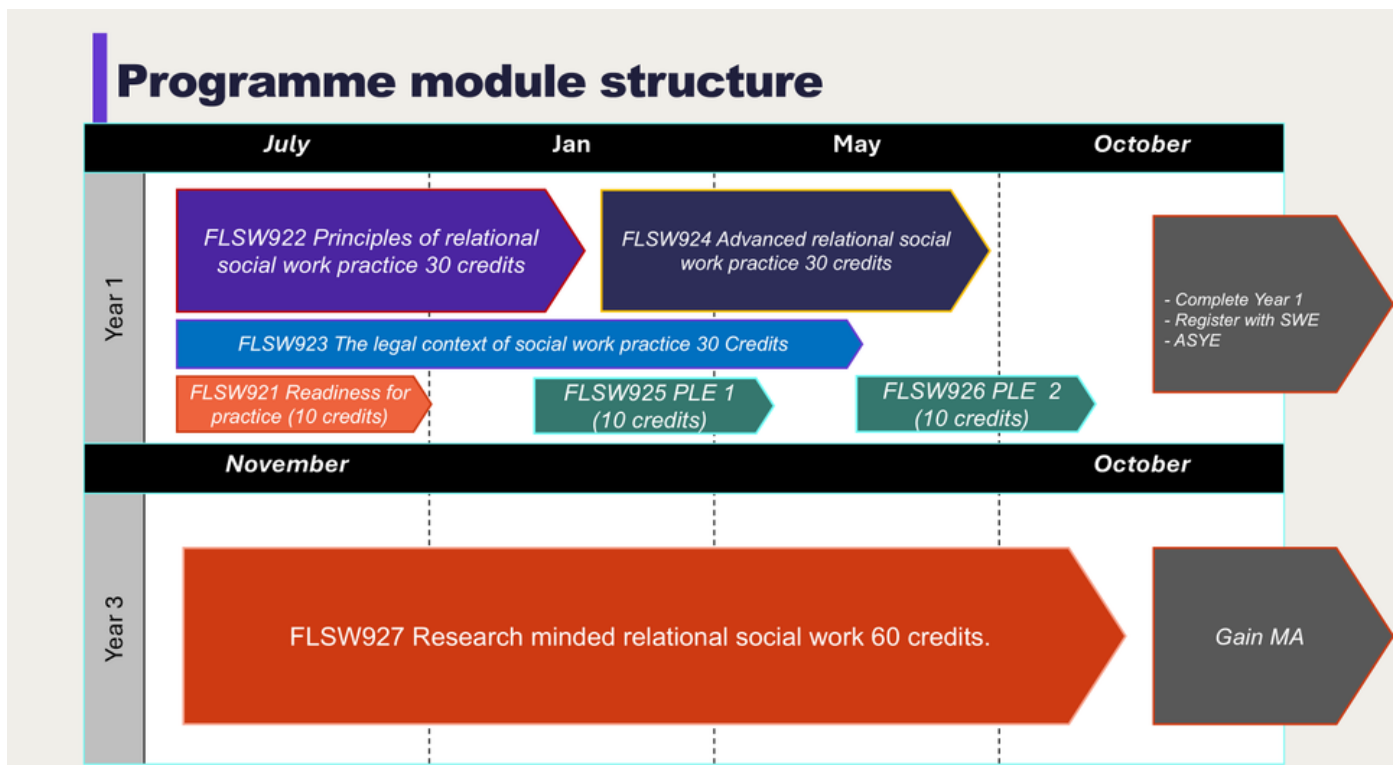 Programme module structure
July Jan May October
Year 1
FLSW922 Principles of relational
social work practice 30 credits
FLSW924 Advanced relational social
work practice 30 credits
- Complete Year 1
- Register with SWE
- ASYE
FLSW923 The legal context of social work practice 30 Credits
FLSW921 Readiness for
practice (10 credits)
FLSW925 PLE 1
(10 credits)
FLSW926 PLE 2
(10 credits)
November October
Year 3
FLSW927 Research minded relational social work 60 credits.
Gain MA